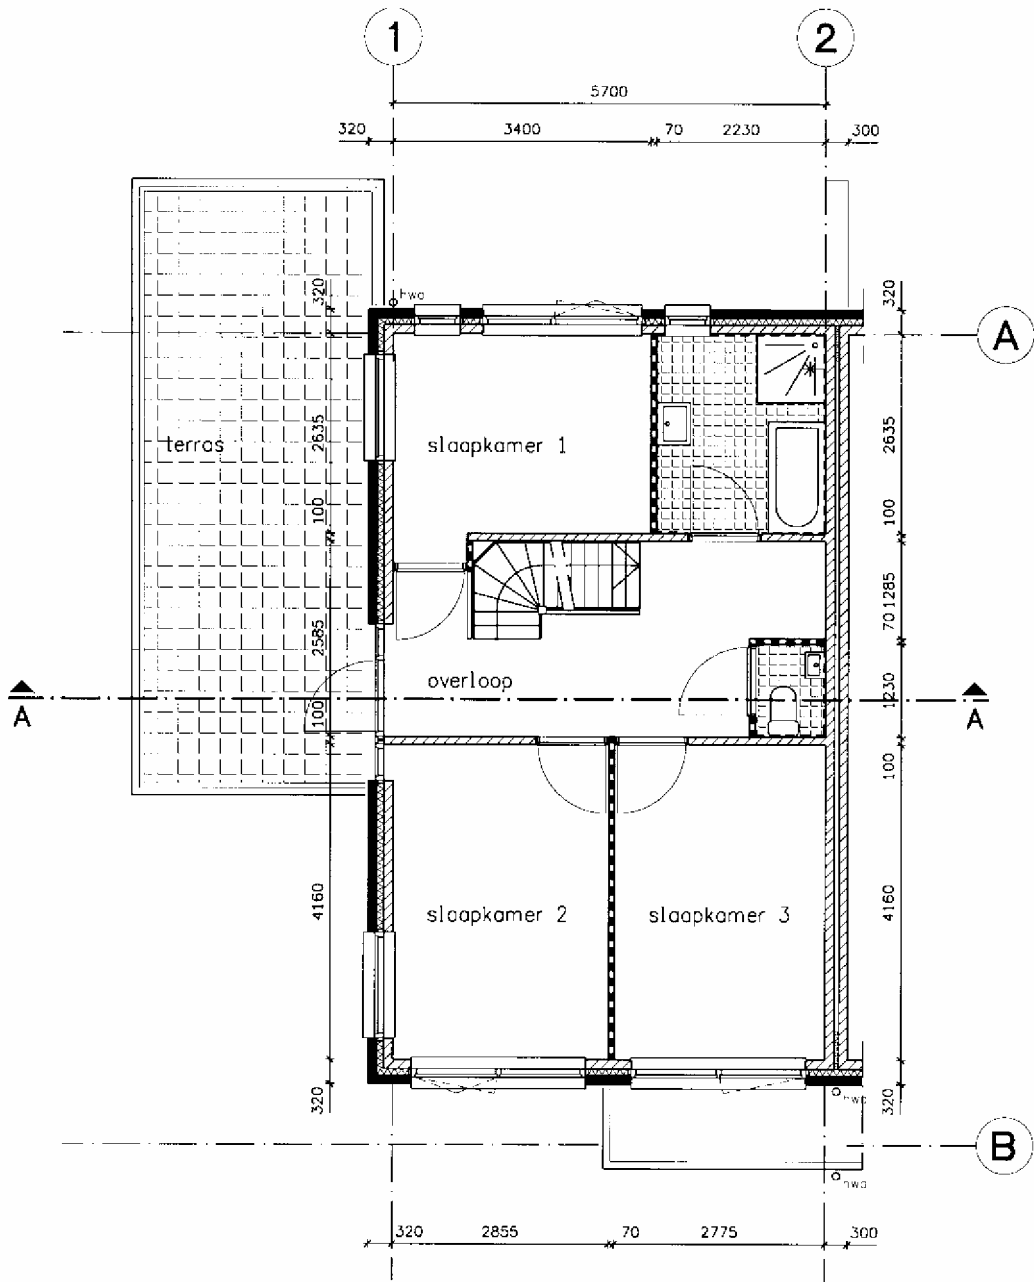 1 2
5700
320 3400 70 2230 300
hwa
320 320
A
2635 2635
terras slaapkamer 1
100 100
1285
2585 70
overloop
A 100 1230 A
100
4160 4160
slaapkamer 2 slaapkamer 3
320 320
hwa
B
hwa
320 2855 70 2775 300